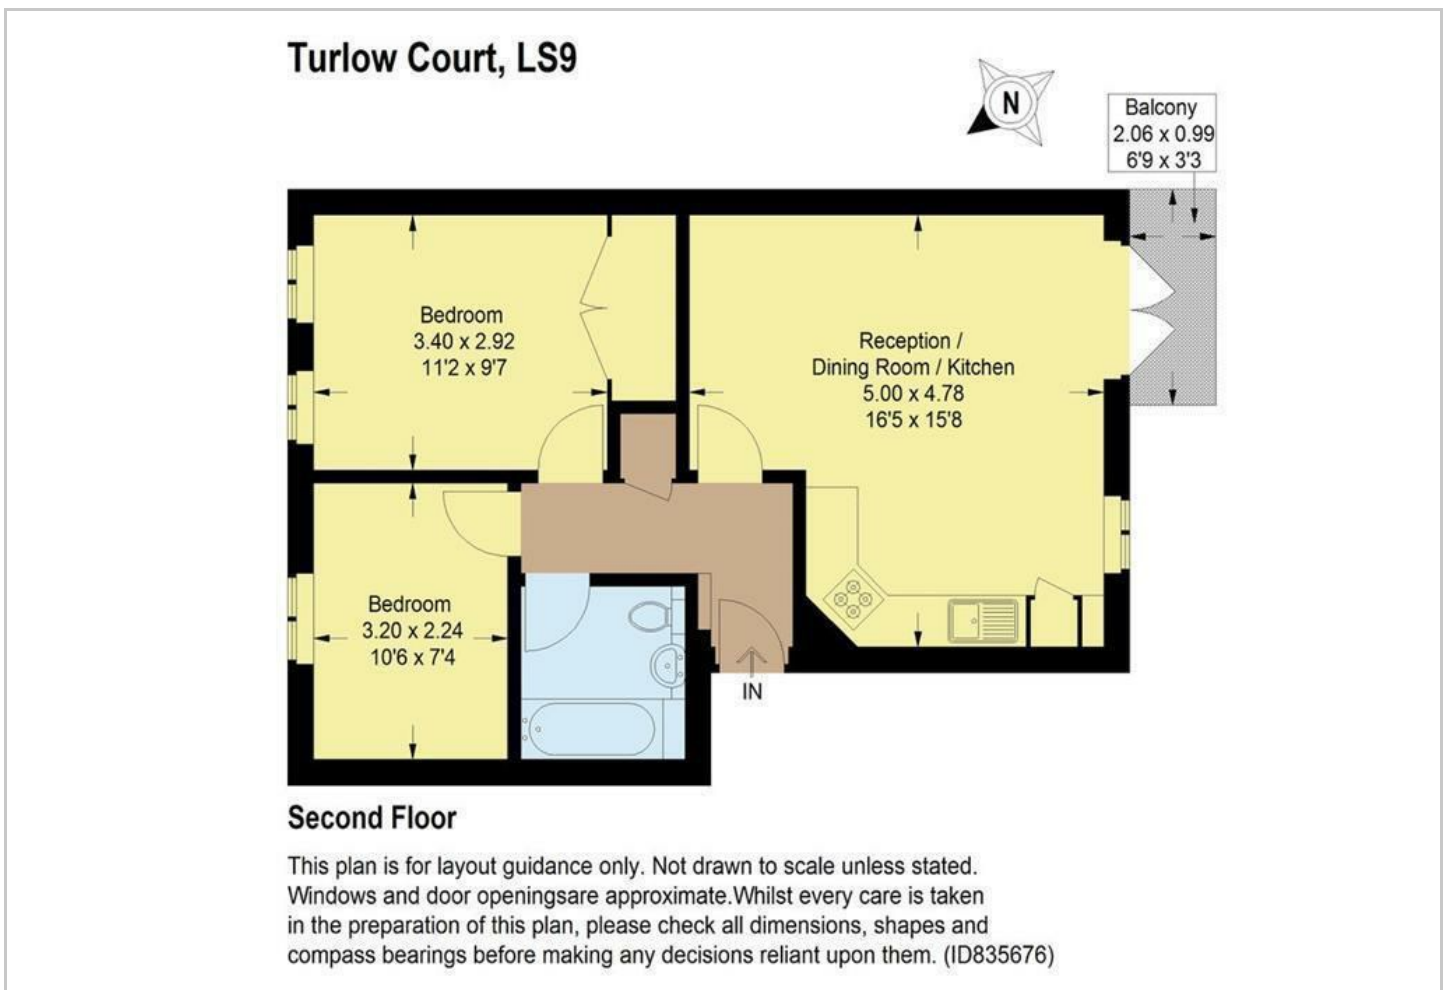 Turlow Court, LS9
N
Balcony
2.06 x 0.99
6'9 x 3'3
Bedroom
3.40 x 2.92
11'2 x 9'7
Reception /
Dining Room / Kitchen
5.00 x 4.78
16'5 x 15'8
Bedroom
3.20 x 2.24
10'6 x 7'4
IN
Second Floor
This plan is for layout guidance only. Not drawn to scale unless stated.
Windows and door openingsare approximate.Whilst every care is taken
in the preparation of this plan, please check all dimensions, shapes and
compass bearings before making any decisions reliant upon them. (ID835676)